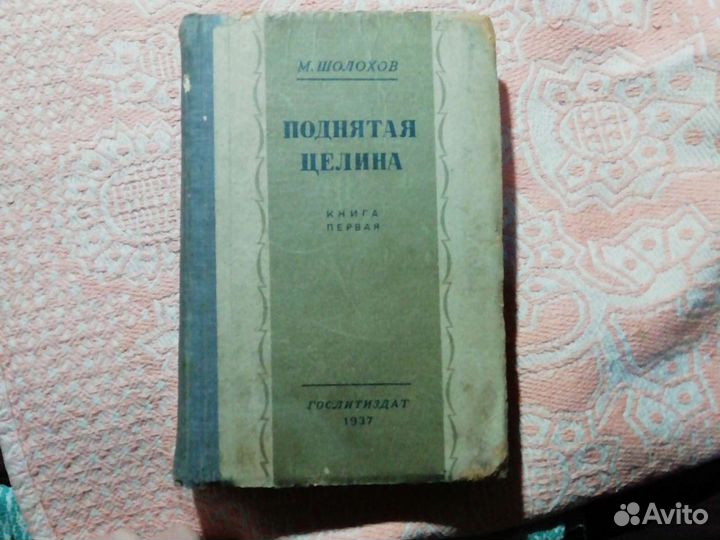 М. ШОЛОХОВ
ПОДНЯТАЯ
ЦЕЛИНА
КНИГА
ПЕРВАЯ
ГОСЛИТИЗДАТ
1937
Avito